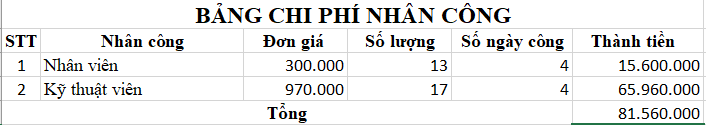 BẢNG CHI PHÍ NHÂN CÔNG
STT Nhân công Đơn giá Số lượng Số ngày công Thành tiền
1 Nhân viên 300.000 13 4 15.600.000
2 Kỹ thuật viên 970.000 17 4 65.960.000
Tổng 81.560.000